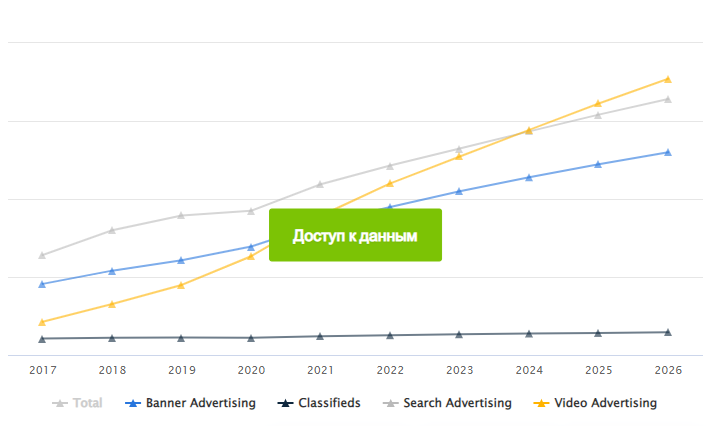 Доступ к данным
2017 2018 2019 2020 2021 2022 2023 2024 2025 2026
Total Banner Advertising Classifieds Search Advertising Video Advertising